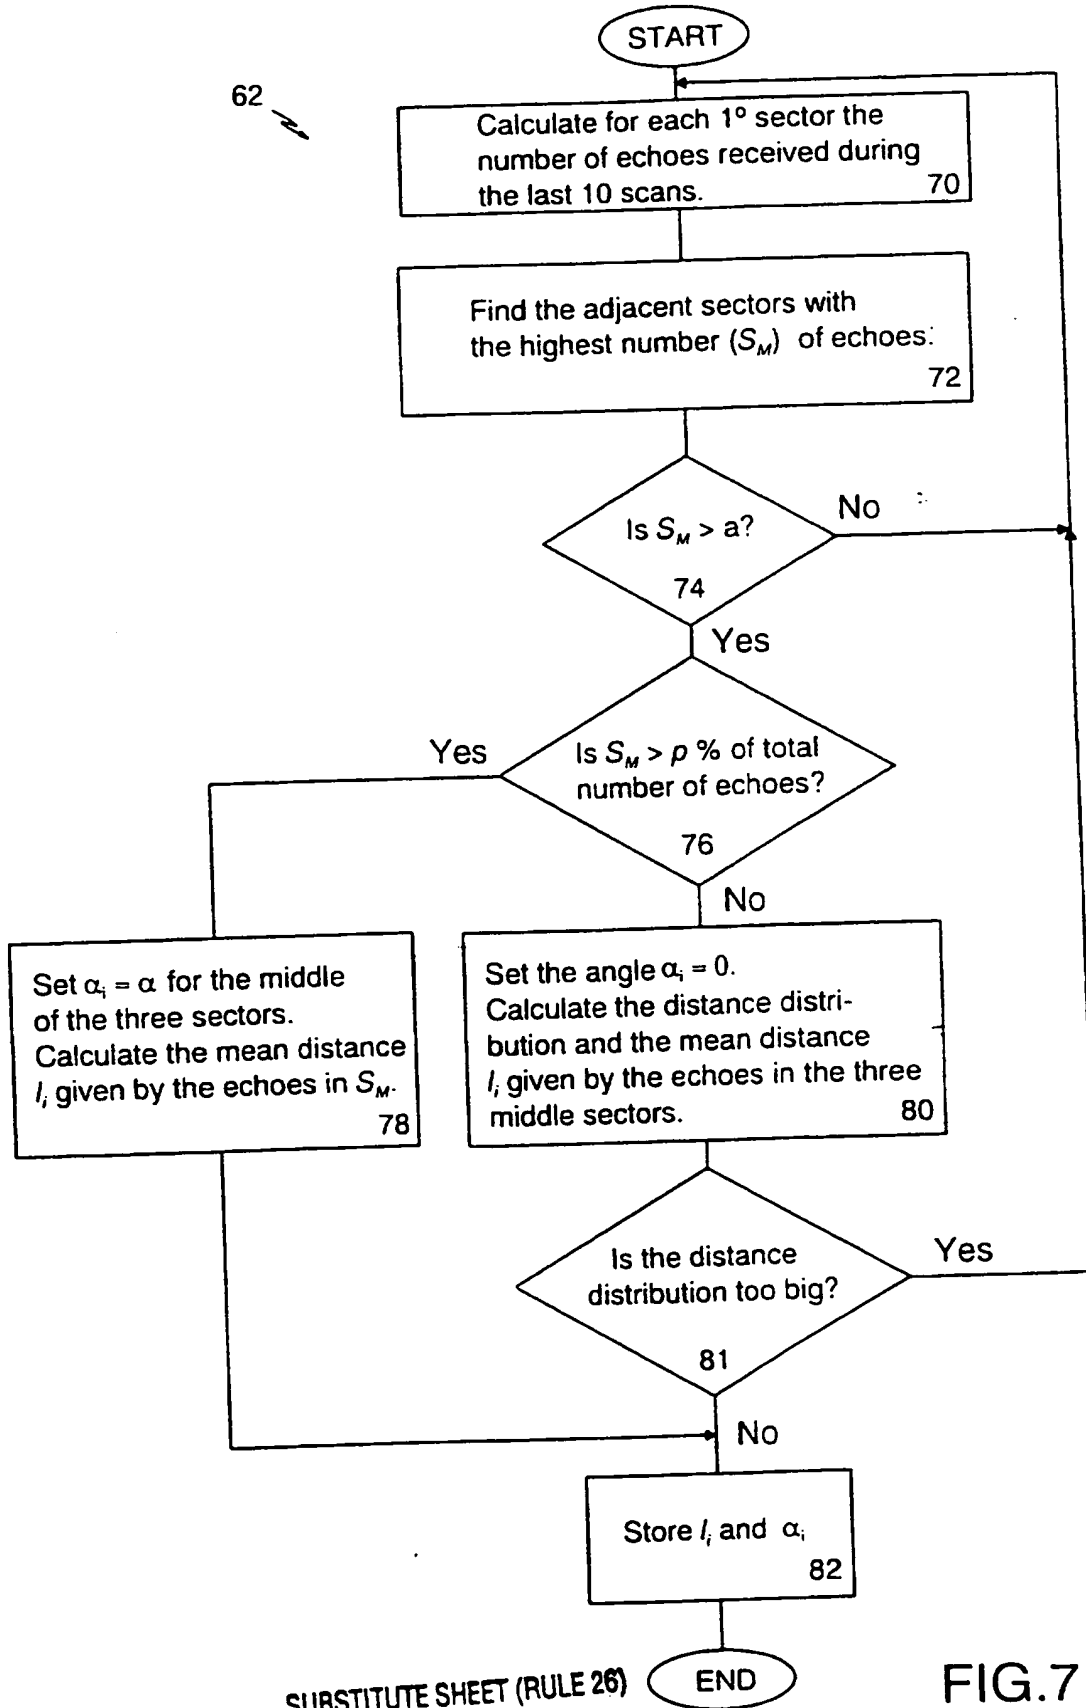 START
62
Calculate for each 1° sector the
number of echoes received during
the last 10 scans.
70
Find the adjacent sectors with
the highest number (S_M) of echoes:
72
Is S_M > a?
No
74
Yes
Is S_M > p % of total
number of echoes?
Yes
76
No
Set α_i = α for the middle
of the three sectors.
Calculate the mean distance
l_i given by the echoes in S_M.
78
Set the angle α_i = 0.
Calculate the distance distri-
bution and the mean distance
l_i given by the echoes in the three
middle sectors.
80
Is the distance
distribution too big?
Yes
81
No
Store l_i and α_i
82
END
SUBSTITUTE SHEET (RULE 26)
FIG.7